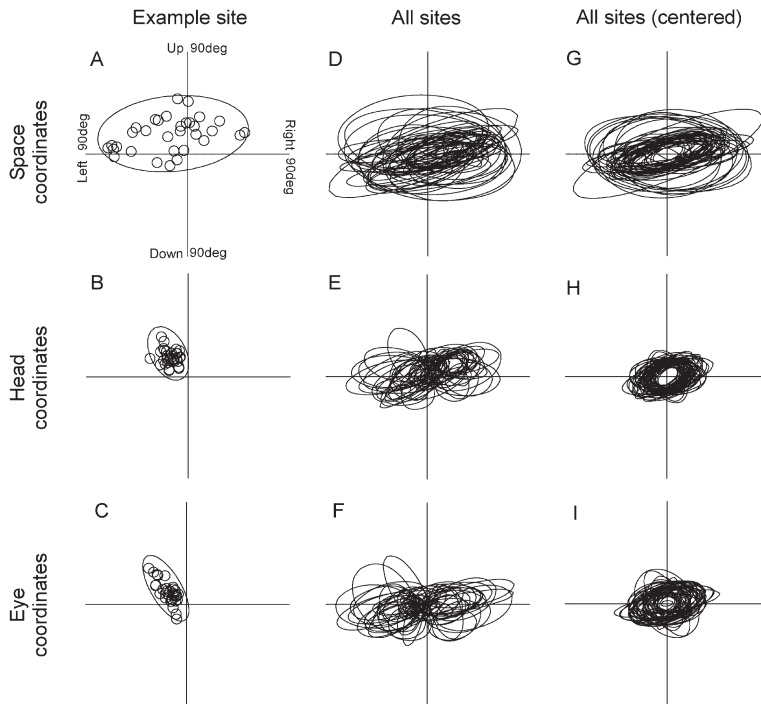 Example site
All sites
All sites (centered)
Space
coordinates
A
Up 90deg
Left 90deg
Right 90deg
Down 90deg
D
G
Head
coordinates
B
E
H
Eye
coordinates
C
F
I